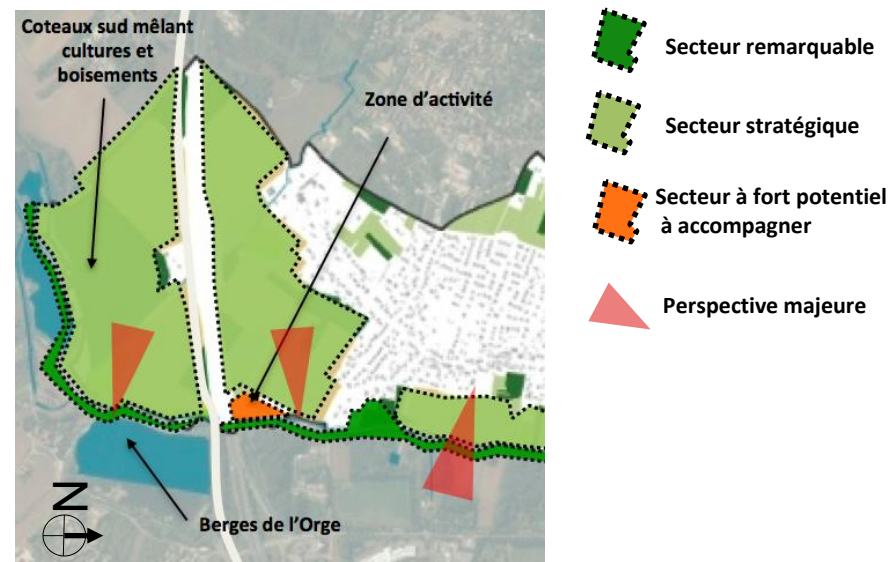 Coteaux sud mêlant
cultures et
boisements
Zone d'activité
Berges de l'Orge
N
Secteur remarquable
Secteur stratégique
Secteur à fort potentiel
à accompagner
Perspective majeure